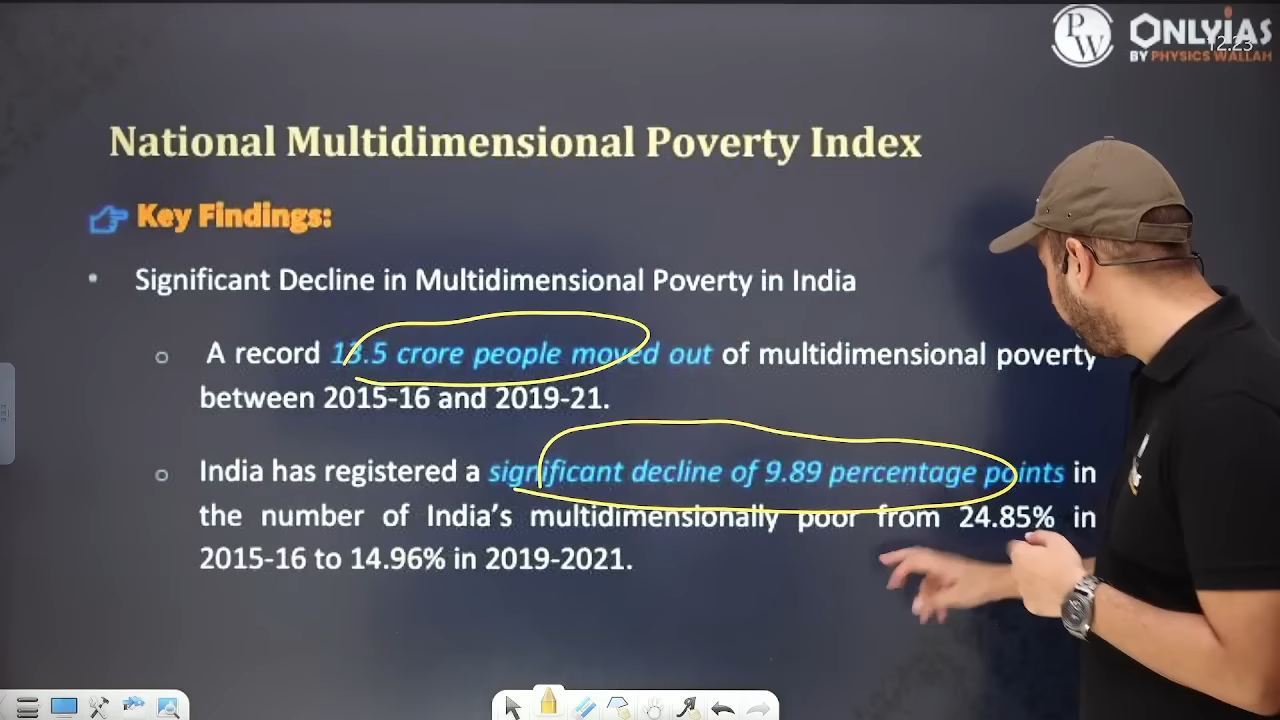 PW
ONLYIAS
12:23
BY PHYSICS WALLAH
National Multidimensional Poverty Index
Key Findings:
• Significant Decline in Multidimensional Poverty in India
o A record 13.5 crore people moved out of multidimensional poverty
between 2015-16 and 2019-21.
o India has registered a significant decline of 9.89 percentage points in
the number of India's multidimensionally poor from 24.85% in
2015-16 to 14.96% in 2019-2021.